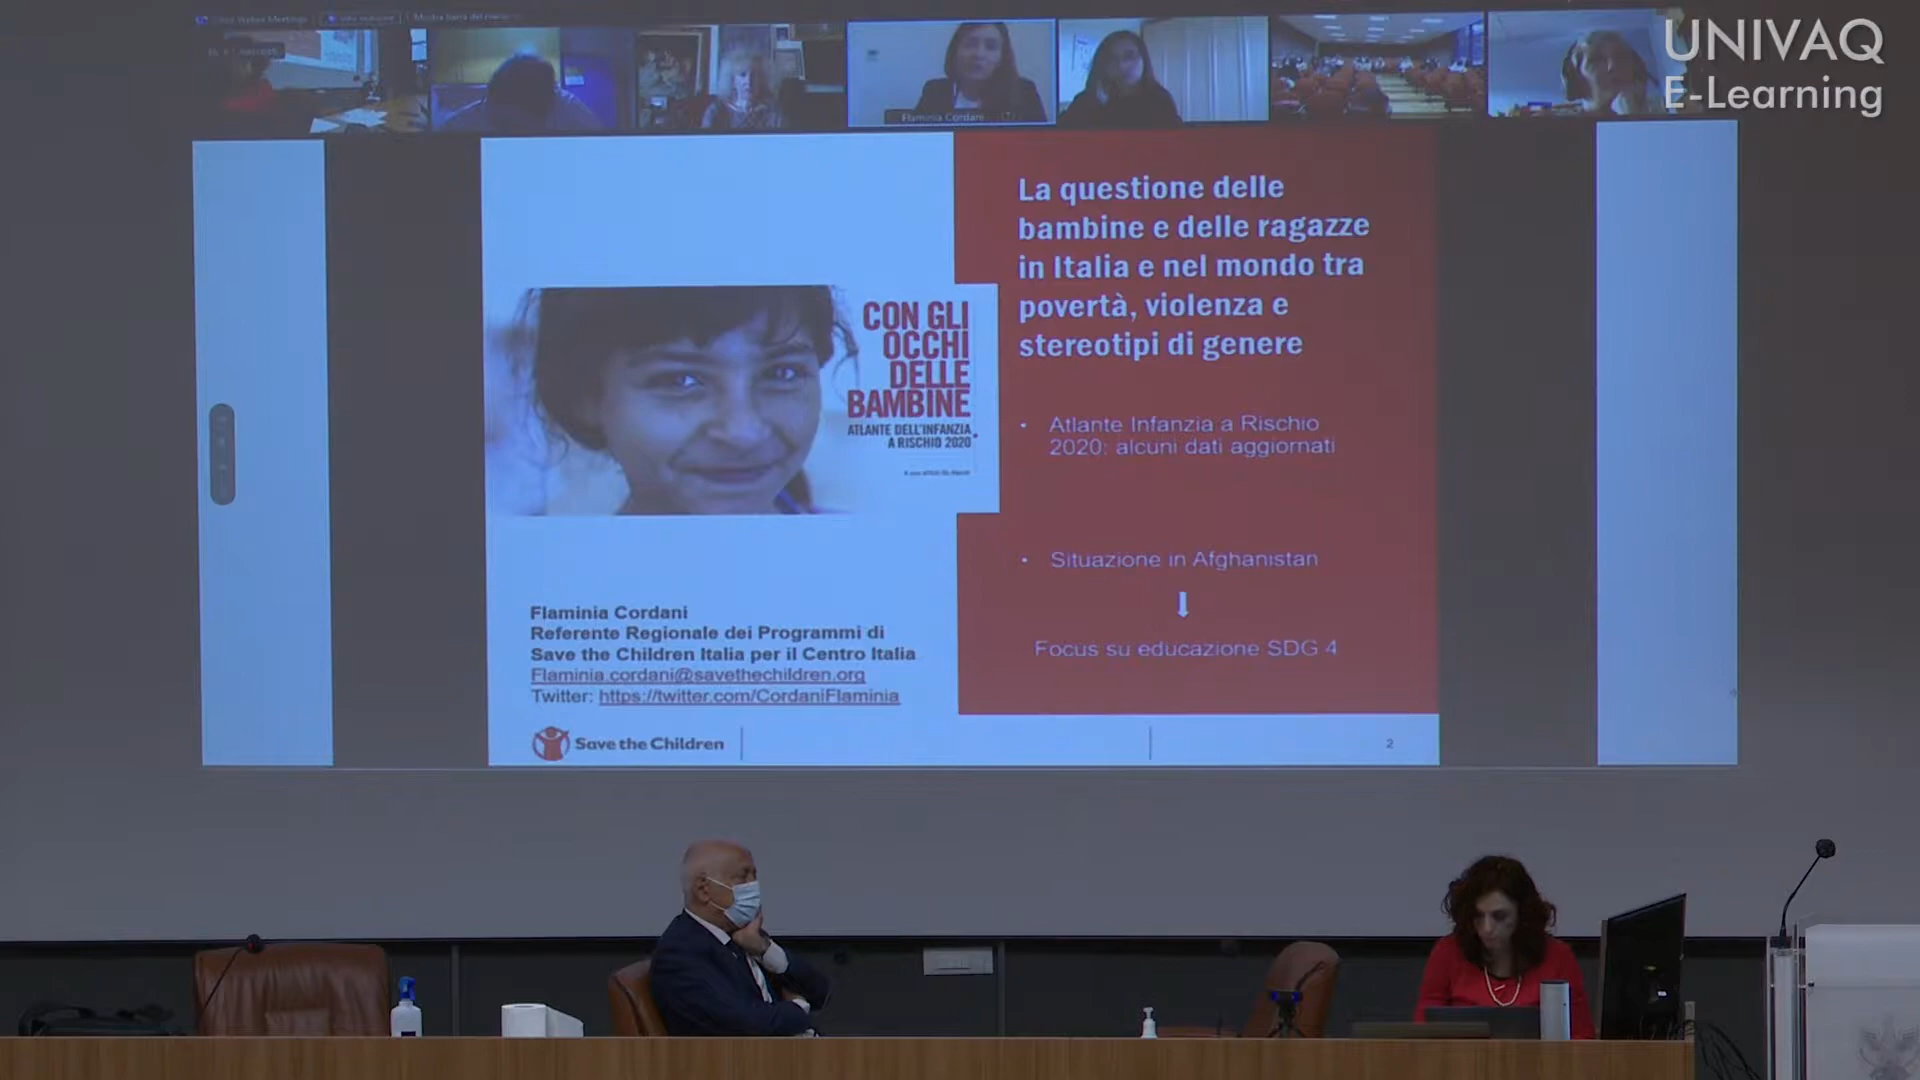 UNIVAQ
E-Learning
Flaminia Cordani
La questione delle
bambine e delle ragazze
in Italia e nel mondo tra
povertà, violenza e
stereotipi di genere
CON GLI
OCCHI
DELLE
BAMBINE
ATLANTE DELL'INFANZIA
A RISCHIO 2020
• Atlante Infanzia a Rischio
2020: alcuni dati aggiornati
• Situazione in Afghanistan
Focus su educazione SDG 4
Flaminia Cordani
Referente Regionale dei Programmi di
Save the Children Italia per il Centro Italia
Flaminia.cordani@savethechildren.org
Twitter: https://twitter.com/CordaniFlaminia
Save the Children
2